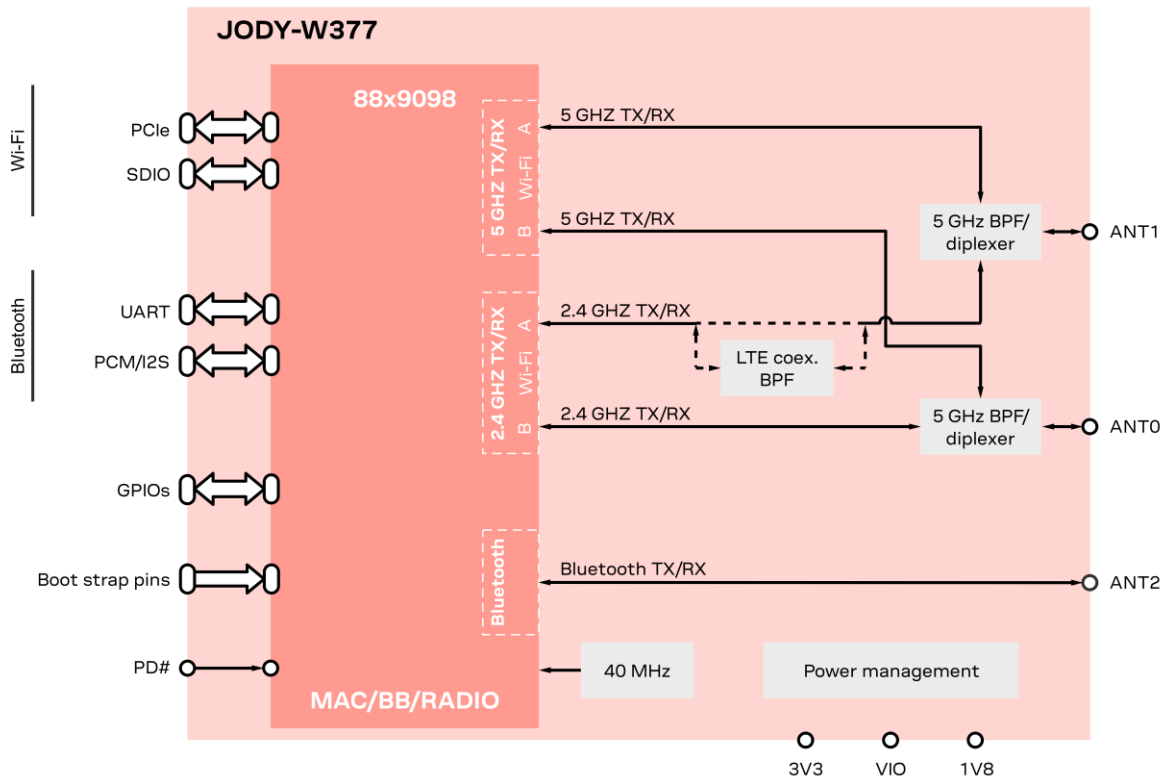 JODY-W377
88x9098
Wi-Fi
PCIe
SDIO
Bluetooth
UART
PCM/I2S
GPIOs
Boot strap pins
PD#
5 GHZ TX/RX
A
Wi-Fi
B
2.4 GHZ TX/RX
A
Wi-Fi
B
Bluetooth
MAC/BB/RADIO
5 GHZ TX/RX
5 GHZ TX/RX
2.4 GHZ TX/RX
LTE coex.
BPF
2.4 GHZ TX/RX
Bluetooth TX/RX
5 GHz BPF/
diplexer
ANT1
5 GHz BPF/
diplexer
ANT0
ANT2
40 MHz
Power management
3V3
VIO
1V8